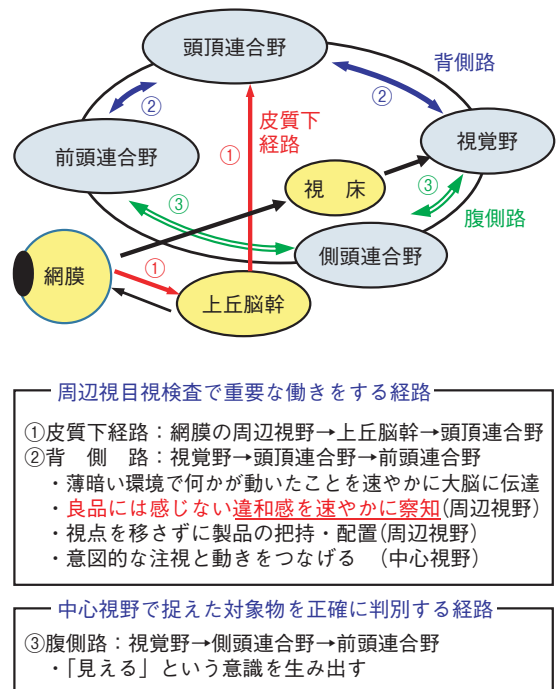 頭頂連合野
背側路
②
②
皮質下
経路
①
視覚野
前頭連合野
視　床
③
③
腹側路
側頭連合野
網膜
①
上丘脳幹
周辺視目視検査で重要な働きをする経路
①皮質下経路：網膜の周辺視野→上丘脳幹→頭頂連合野
②背　側　路：視覚野→頭頂連合野→前頭連合野
・薄暗い環境で何かが動いたことを速やかに大脳に伝達
・良品には感じない違和感を速やかに察知(周辺視野)
・視点を移さずに製品の把持・配置(周辺視野)
・意図的な注視と動きをつなげる　(中心視野)
中心視野で捉えた対象物を正確に判別する経路
③腹側路：視覚野→側頭連合野→前頭連合野
・「見える」という意識を生み出す